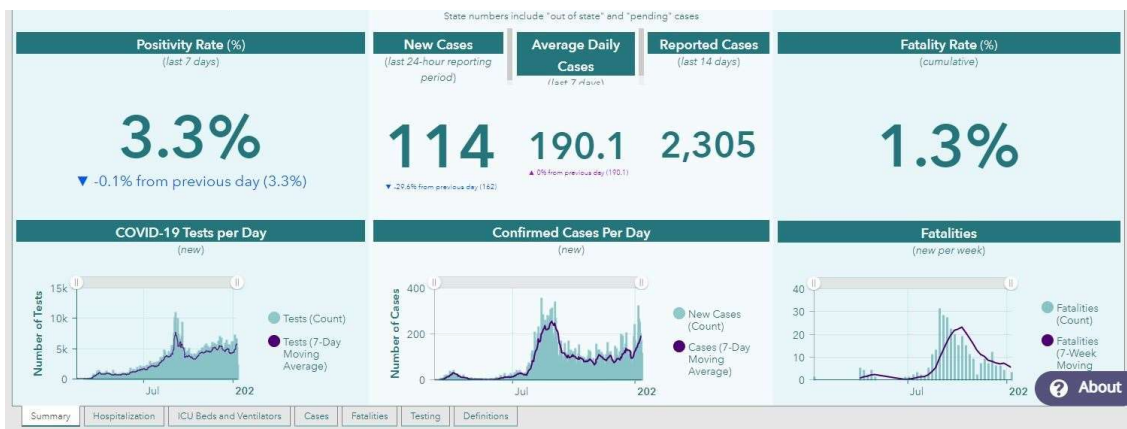 State numbers include "out of state" and "pending" cases
Positivity Rate (%)
(last 7 days)
3.3%
▼ -0.1% from previous day (3.3%)
New Cases
(last 24-hour reporting
period)
114
▼ -29.6% from previous day (162)
Average Daily
Cases
(last 7 days)
190.1
▲ 0% from previous day (190.1)
Reported Cases
(last 14 days)
2,305
Fatality Rate (%)
(cumulative)
1.3%
COVID-19 Tests per Day
(new)
Number of Tests
15k
10k
5k
0
Jul
202
Tests (Count)
Tests (7-Day
Moving
Average)
Confirmed Cases Per Day
(new)
Number of Cases
400
200
0
Jul
202
New Cases
(Count)
Cases (7-Day
Moving
Average)
Fatalities
(new per week)
40
30
20
10
0
Jul
202
Fatalities
(Count)
Fatalities
(7-Week
Moving
? About
Summary
Hospitalization
ICU Beds and Ventilators
Cases
Fatalities
Testing
Definitions